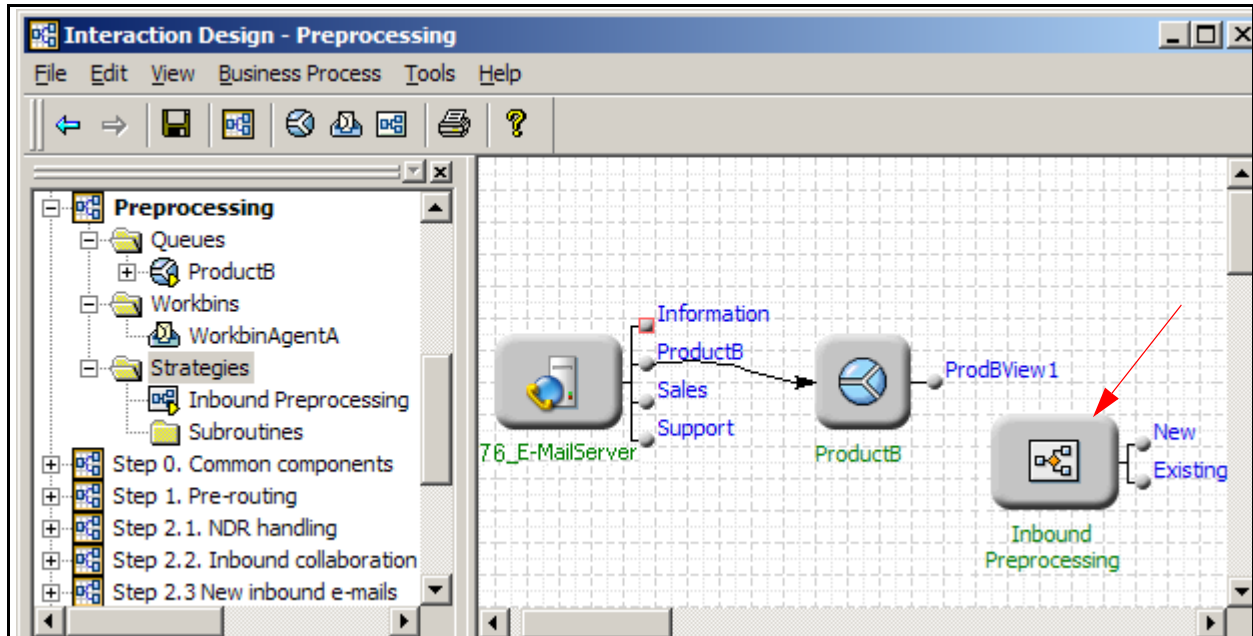 Interaction Design - Preprocessing
File Edit View Business Process Tools Help
Preprocessing
Queues
ProductB
Workbins
WorkbinAgentA
Strategies
Inbound Preprocessing
Subroutines
Step 0. Common components
Step 1. Pre-routing
Step 2.1. NDR handling
Step 2.2. Inbound collaboration
Step 2.3 New inbound e-mails
Information
ProductB
Sales
Support
76_E-MailServer
ProdBView1
ProductB
New
Existing
Inbound
Preprocessing